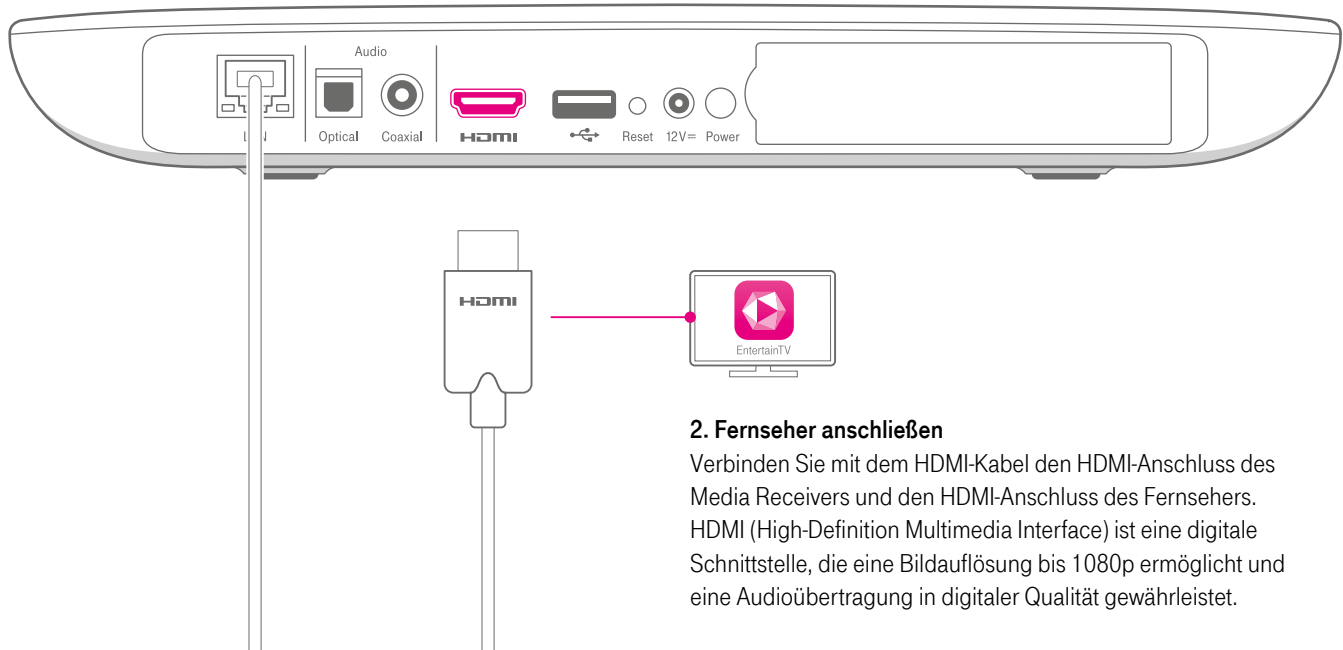 Audio
LAN Optical Coaxial HDMI Reset 12V= Power
HDMI
EntertainTV
2. Fernseher anschließen
Verbinden Sie mit dem HDMI-Kabel den HDMI-Anschluss des
Media Receivers und den HDMI-Anschluss des Fernsehers.
HDMI (High-Definition Multimedia Interface) ist eine digitale
Schnittstelle, die eine Bildauflösung bis 1080p ermöglicht und
eine Audioübertragung in digitaler Qualität gewährleistet.